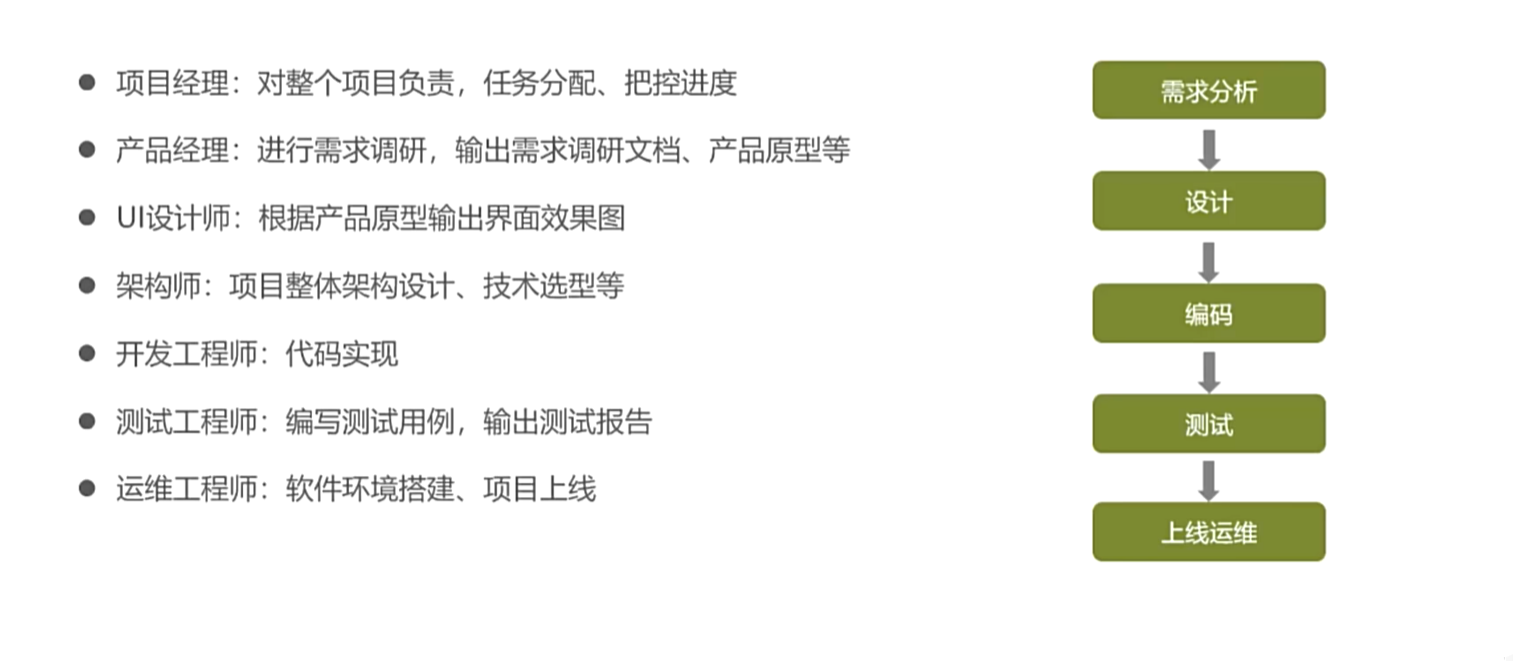 项目经理：对整个项目负责，任务分配、把控进度
产品经理：进行需求调研，输出需求调研文档、产品原型等
UI设计师：根据产品原型输出界面效果图
架构师：项目整体架构设计、技术选型等
开发工程师：代码实现
测试工程师：编写测试用例，输出测试报告
运维工程师：软件环境搭建、项目上线
需求分析
设计
编码
测试
上线运维